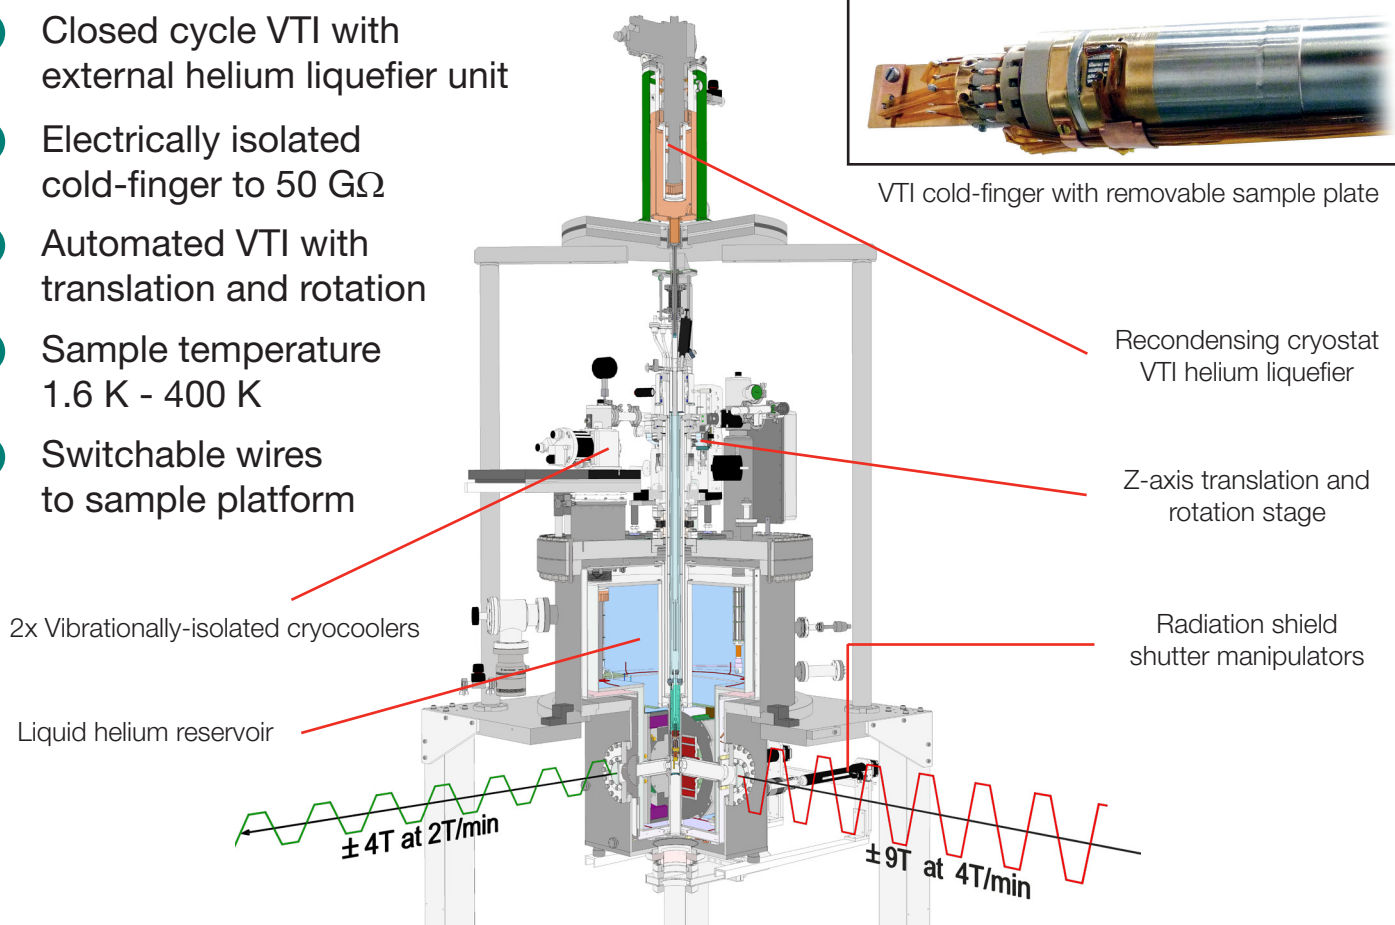 Closed cycle VTI with
external helium liquefier unit
Electrically isolated
cold-finger to 50 GΩ
Automated VTI with
translation and rotation
Sample temperature
1.6 K - 400 K
Switchable wires
to sample platform
VTI cold-finger with removable sample plate
Recondensing cryostat
VTI helium liquefier
Z-axis translation and
rotation stage
2x Vibrationally-isolated cryocoolers
Radiation shield
shutter manipulators
Liquid helium reservoir
± 4T at 2T/min
± 9T at 4T/min